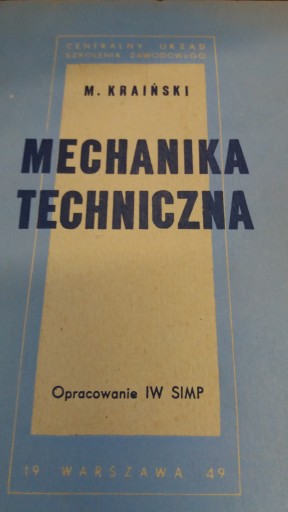 CENTRALNY URZĄD
SZKOLENIA ZAWODOWEGO
M. KRAIŃSKI
MECHANIKA
TECHNICZNA
Opracowanie IW SIMP
19 WARSZAWA 49